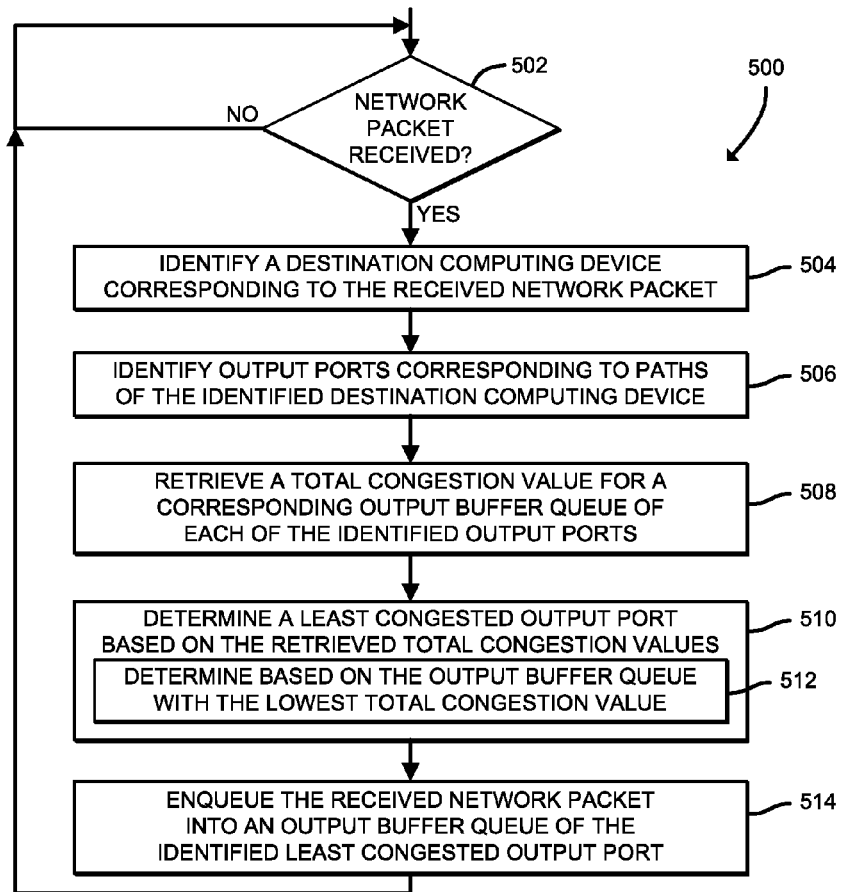 502
500
NETWORK
PACKET
RECEIVED?
NO
YES
IDENTIFY A DESTINATION COMPUTING DEVICE
CORRESPONDING TO THE RECEIVED NETWORK PACKET
504
IDENTIFY OUTPUT PORTS CORRESPONDING TO PATHS
OF THE IDENTIFIED DESTINATION COMPUTING DEVICE
506
RETRIEVE A TOTAL CONGESTION VALUE FOR A
CORRESPONDING OUTPUT BUFFER QUEUE OF
EACH OF THE IDENTIFIED OUTPUT PORTS
508
DETERMINE A LEAST CONGESTED OUTPUT PORT
BASED ON THE RETRIEVED TOTAL CONGESTION VALUES
510
DETERMINE BASED ON THE OUTPUT BUFFER QUEUE
WITH THE LOWEST TOTAL CONGESTION VALUE
512
ENQUEUE THE RECEIVED NETWORK PACKET
INTO AN OUTPUT BUFFER QUEUE OF THE
IDENTIFIED LEAST CONGESTED OUTPUT PORT
514